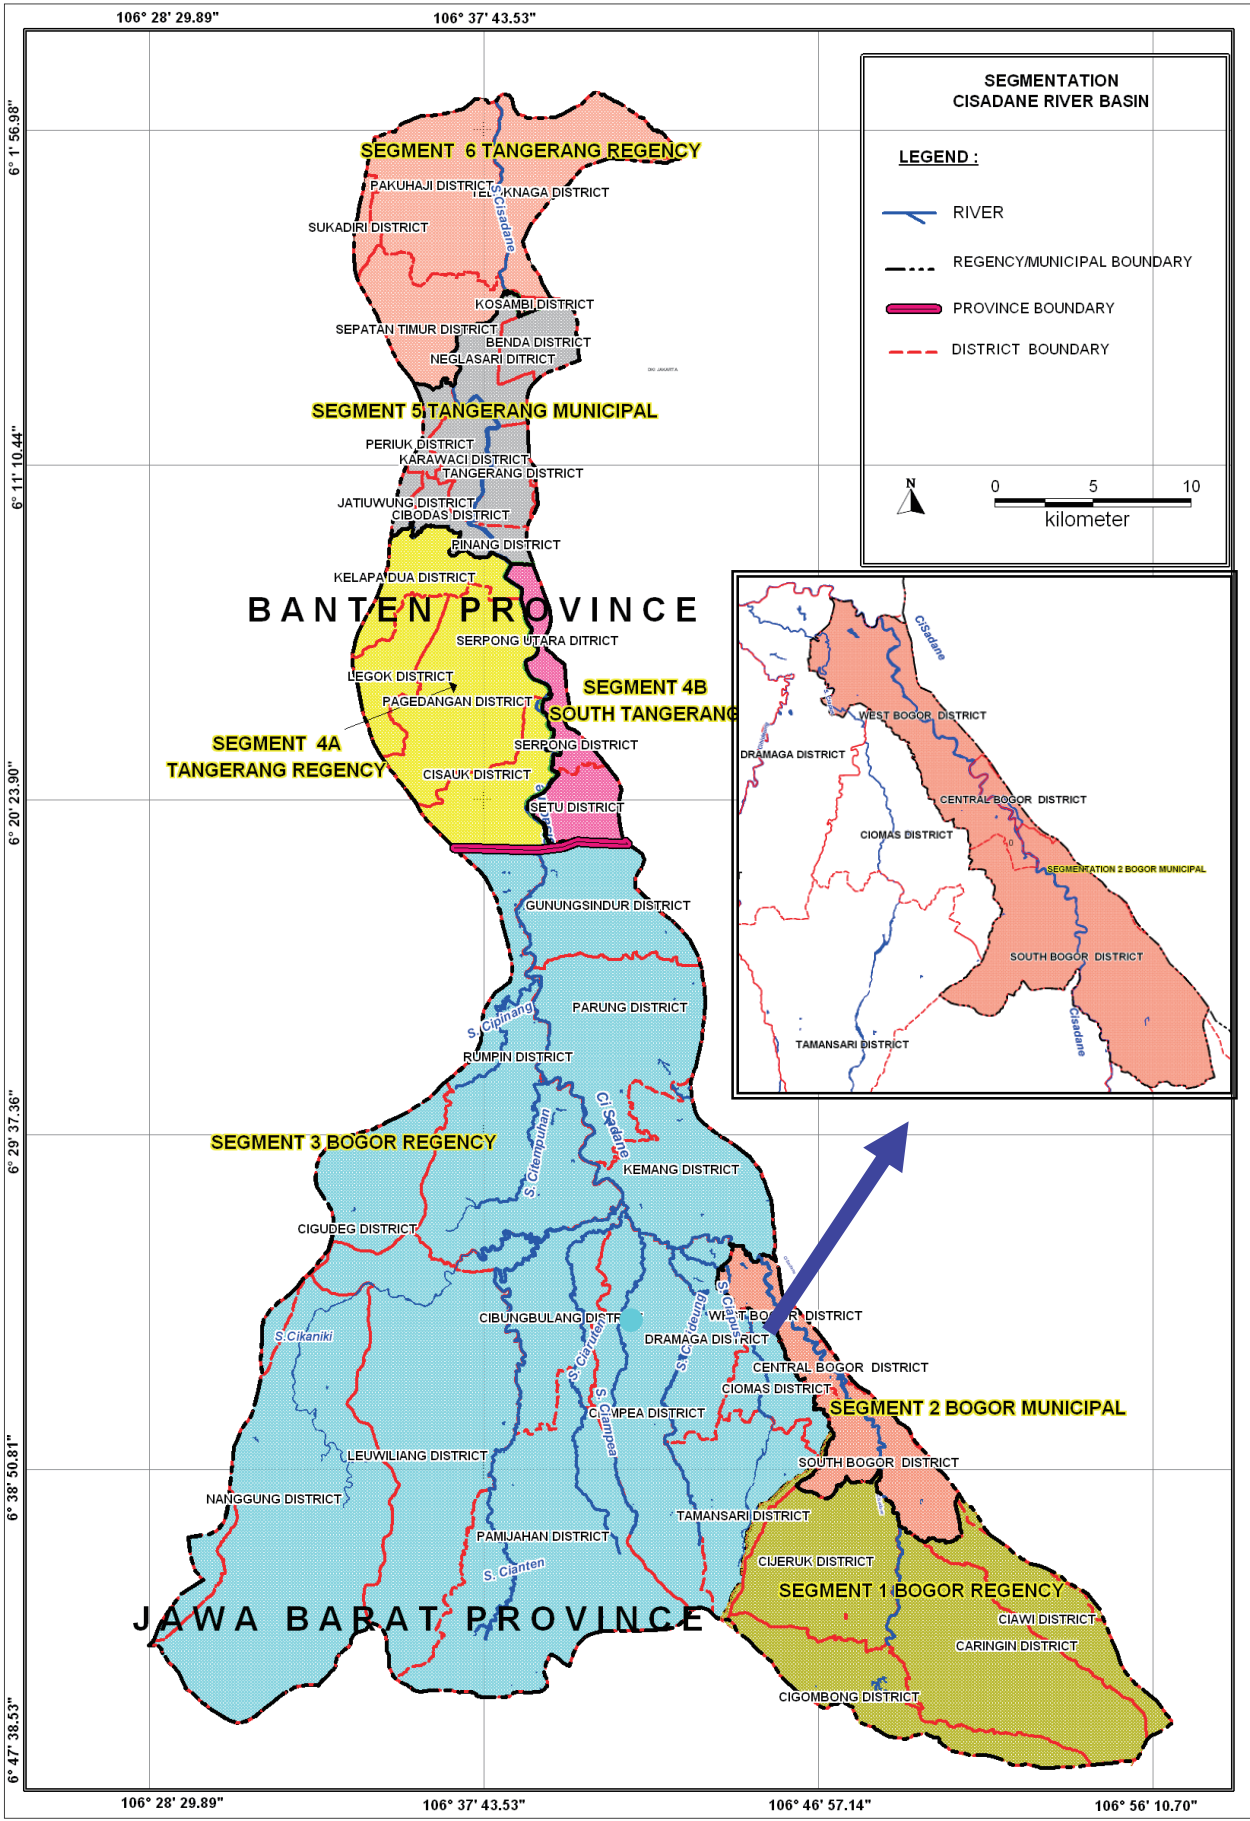 106° 28' 29.89"
106° 37' 43.53"
SEGMENTATION
CISADANE RIVER BASIN
LEGEND :
RIVER
REGENCY/MUNICIPAL BOUNDARY
PROVINCE BOUNDARY
DISTRICT BOUNDARY
N
0 5 10
kilometer
6° 1' 56.98"
6° 11' 10.44"
6° 20' 23.90"
6° 29' 37.36"
6° 38' 50.81"
6° 47' 38.53"
SEGMENT 6 TANGERANG REGENCY
PAKUHAJI DISTRICT
KNAGA DISTRICT
S.Cisadane
SUKADIRI DISTRICT
KOSAMBI DISTRICT
SEPATAN TIMUR DISTRICT
BENDA DISTRICT
NEGLASARI DITRICT
DKI JAKARTA
SEGMENT 5 TANGERANG MUNICIPAL
PERIUK DISTRICT
KARAWACI DISTRICT
TANGERANG DISTRICT
JATIUWUNG DISTRICT
CIBODAS DISTRICT
PINANG DISTRICT
KELAPA DUA DISTRICT
BANTEN PROVINCE
SERPONG UTARA DITRICT
LEGOK DISTRICT
SEGMENT 4B
PAGEDANGAN DISTRICT
SOUTH TANGERANG
SEGMENT 4A
TANGERANG REGENCY
SERPONG DISTRICT
CISAUK DISTRICT
SETU DISTRICT
GUNUNGSINDUR DISTRICT
PARUNG DISTRICT
S. Cipinang
RUMPIN DISTRICT
Ci Sadane
S. Citempuhan
SEGMENT 3 BOGOR REGENCY
KEMANG DISTRICT
CIGUDEG DISTRICT
CIBUNGBULANG DISTR
S.Cikaniki
S. Ciaruten
DRAMAGA DISTRICT
S. Ciapus
WEST BOGOR DISTRICT
CENTRAL BOGOR DISTRICT
CIOMAS DISTRICT
SEGMENT 2 BOGOR MUNICIPAL
MPEA DISTRICT
S. Ciampea
LEUWILIANG DISTRICT
SOUTH BOGOR DISTRICT
NANGGUNG DISTRICT
TAMANSARI DISTRICT
PAMIJAHAN DISTRICT
S. Cianten
CIJERUK DISTRICT
SEGMENT 1 BOGOR REGENCY
JAWA BARAT PROVINCE
CIAWI DISTRICT
CARINGIN DISTRICT
CIGOMBONG DISTRICT
CiSadane
WEST BOGOR DISTRICT
DRAMAGA DISTRICT
CENTRAL BOGOR DISTRICT
CIOMAS DISTRICT
0
SEGMENTATION 2 BOGOR MUNICIPAL
SOUTH BOGOR DISTRICT
Cisadane
TAMANSARI DISTRICT
106° 28' 29.89"
106° 37' 43.53"
106° 46' 57.14"
106° 56' 10.70"